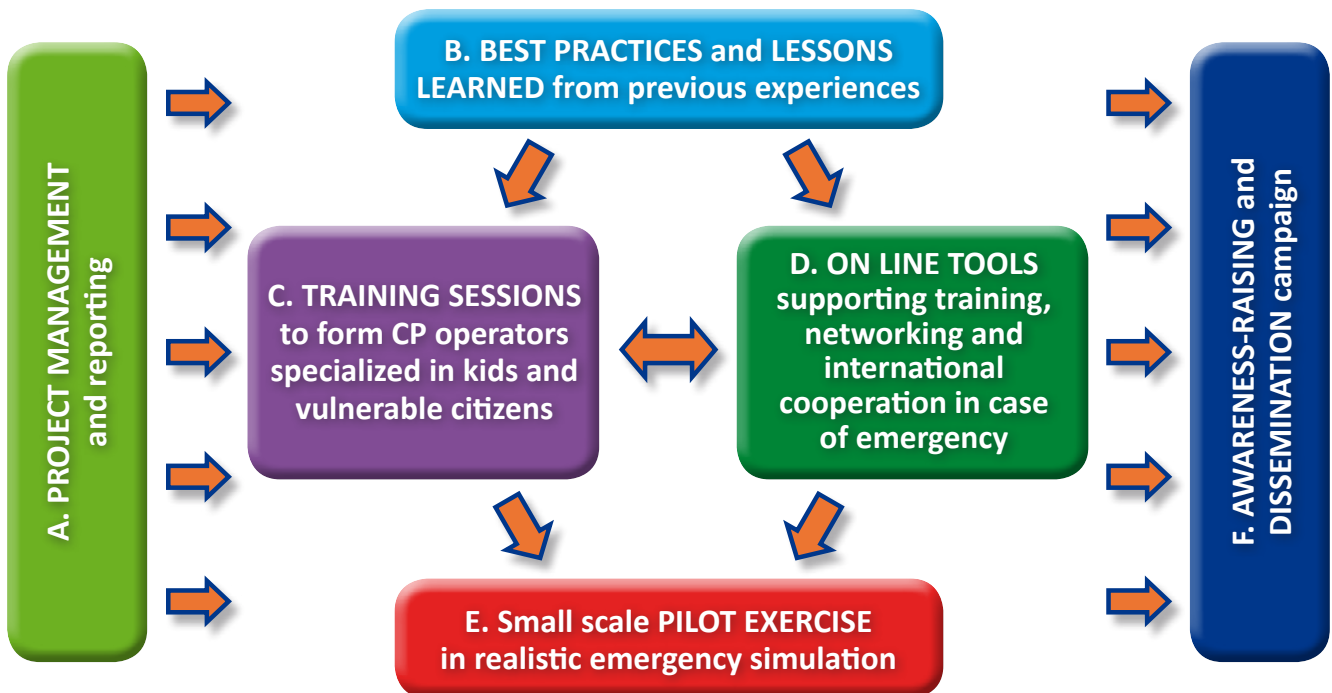 A. PROJECT MANAGEMENT
and reporting
B. BEST PRACTICES and LESSONS
LEARNED from previous experiences
C. TRAINING SESSIONS
to form CP operators
specialized in kids and
vulnerable citizens
D. ON LINE TOOLS
supporting training,
networking and
international
cooperation in case
of emergency
E. Small scale PILOT EXERCISE
in realistic emergency simulation
F. AWARENESS-RAISING and
DISSEMINATION campaign